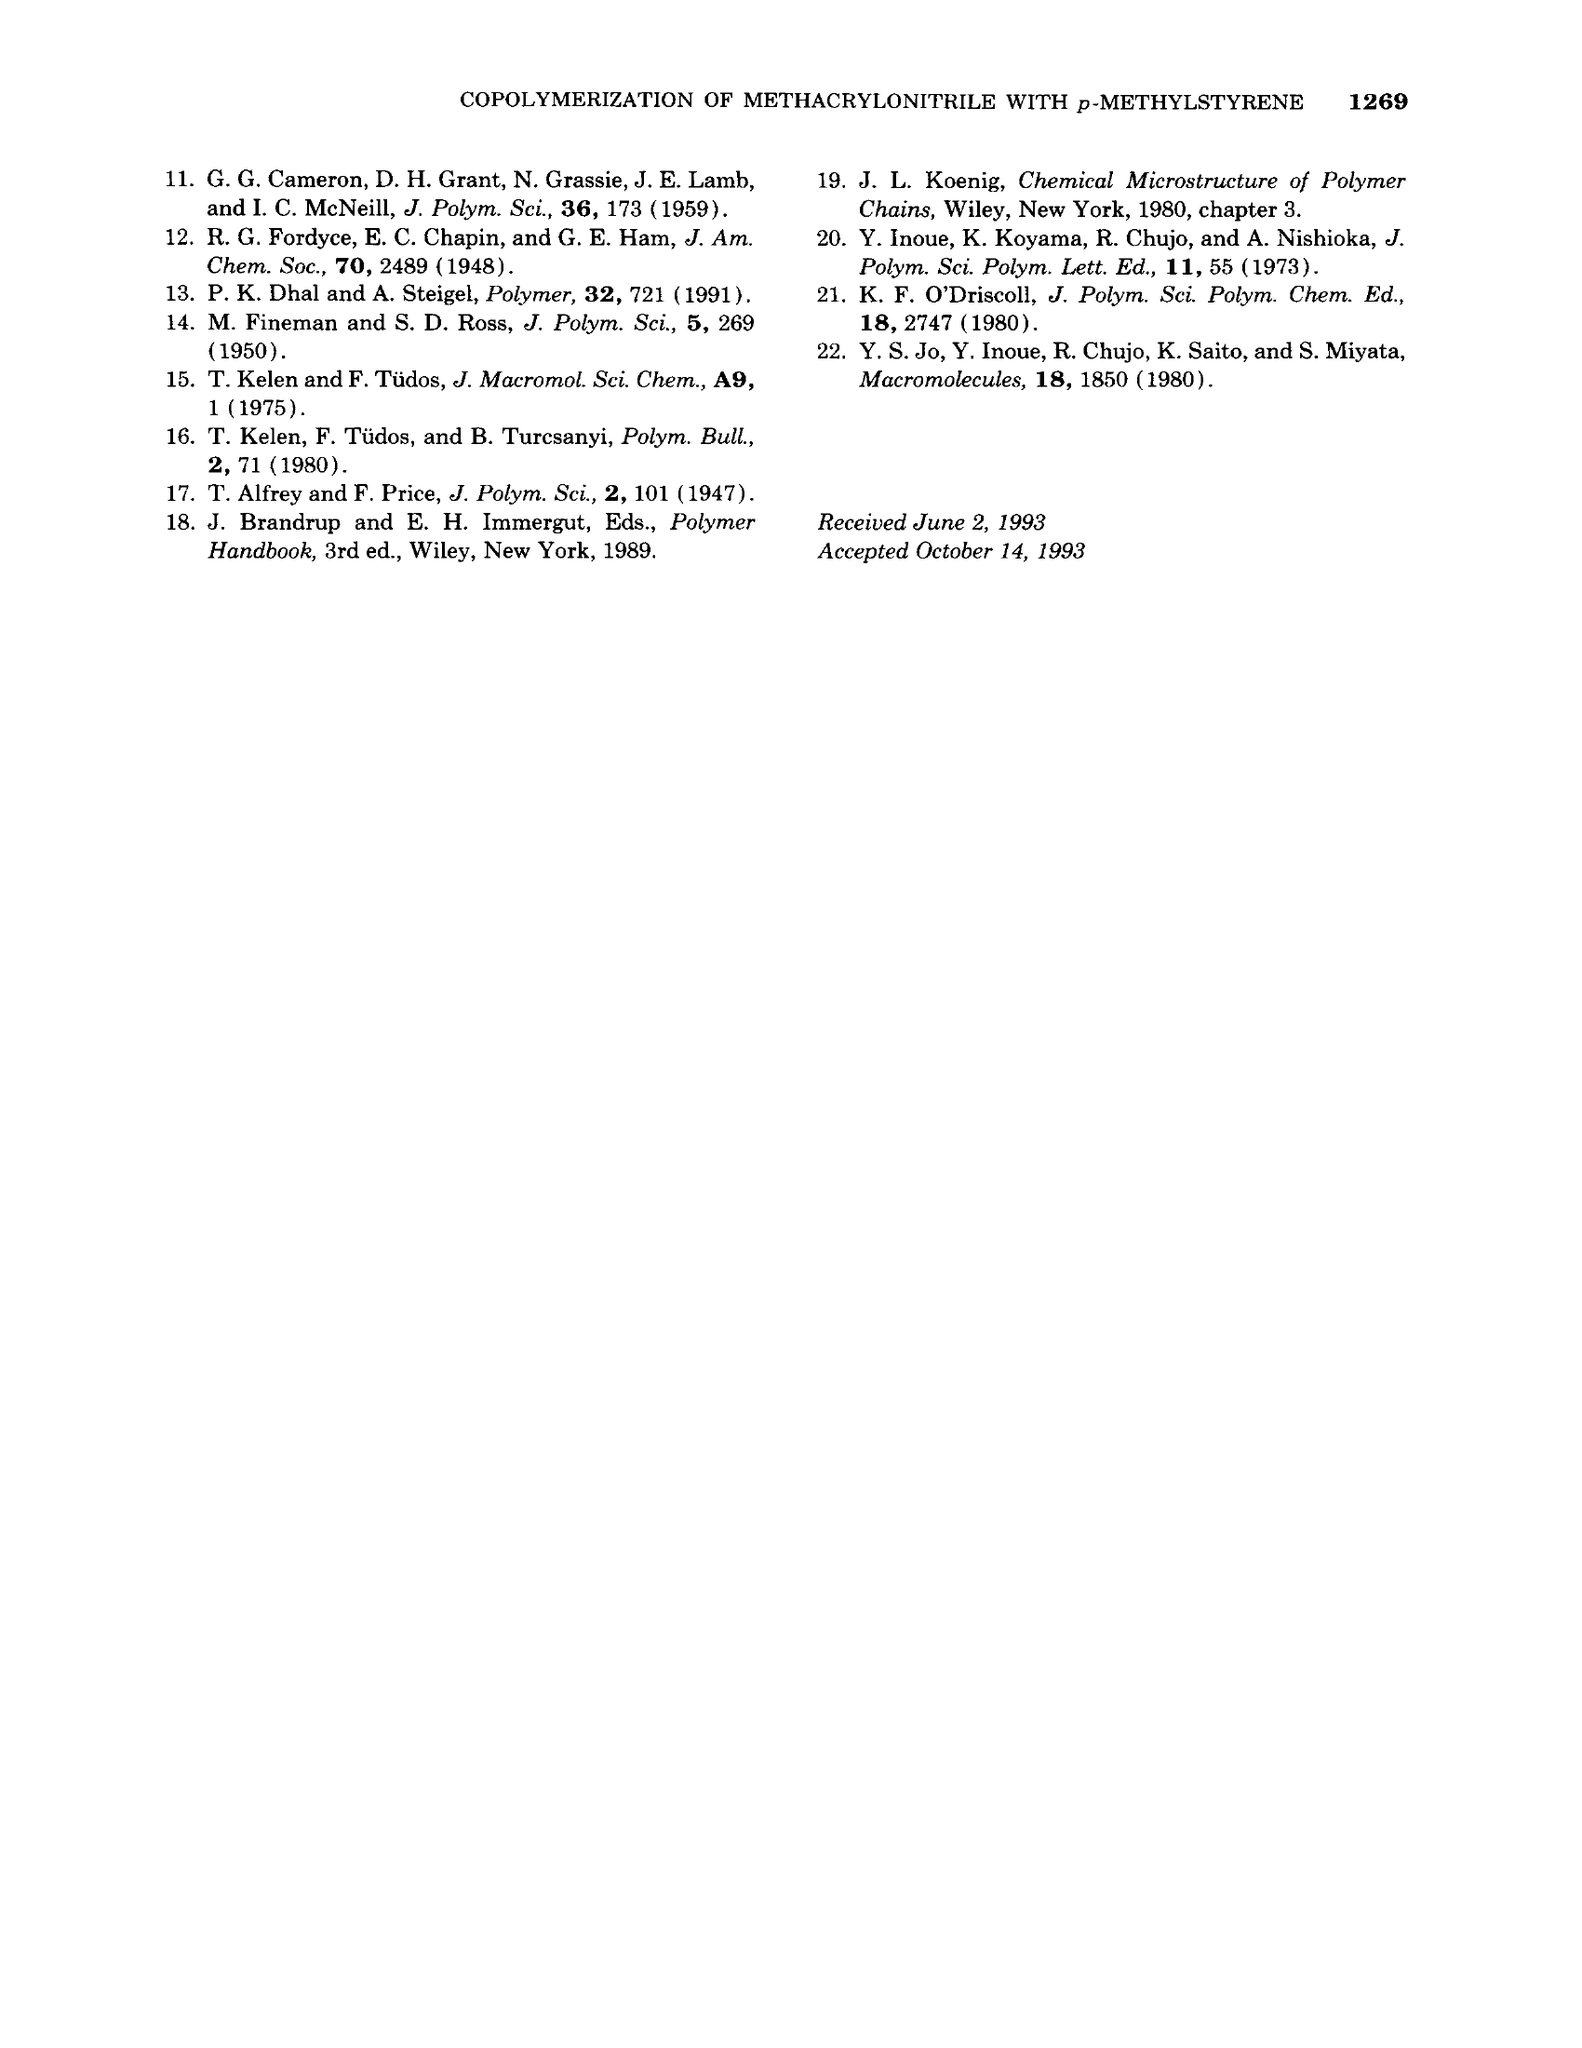 COPOLYMERIZATION OF METHACRYLONITRILE WITH p-METHYLSTYRENE 1269
11. G. G. Cameron, D. H. Grant, N. Grassie, J. E. Lamb,
and I. C. McNeill, J. Polym. Sci., 36, 173 (1959).
12. R. G. Fordyce, E. C. Chapin, and G. E. Ham, J. Am.
Chem. Soc., 70, 2489 (1948).
13. P. K. Dhal and A. Steigel, Polymer, 32, 721 (1991).
14. M. Fineman and S. D. Ross, J. Polym. Sci., 5, 269
(1950).
15. T. Kelen and F. Tüdos, J. Macromol. Sci. Chem., A9,
1 (1975).
16. T. Kelen, F. Tüdos, and B. Turcsanyi, Polym. Bull.,
2, 71 (1980).
17. T. Alfrey and F. Price, J. Polym. Sci., 2, 101 (1947).
18. J. Brandrup and E. H. Immergut, Eds., Polymer
Handbook, 3rd ed., Wiley, New York, 1989.
19. J. L. Koenig, Chemical Microstructure of Polymer
Chains, Wiley, New York, 1980, chapter 3.
20. Y. Inoue, K. Koyama, R. Chujo, and A. Nishioka, J.
Polym. Sci. Polym. Lett. Ed., 11, 55 (1973).
21. K. F. O'Driscoll, J. Polym. Sci. Polym. Chem. Ed.,
18, 2747 (1980).
22. Y. S. Jo, Y. Inoue, R. Chujo, K. Saito, and S. Miyata,
Macromolecules, 18, 1850 (1980).
Received June 2, 1993
Accepted October 14, 1993